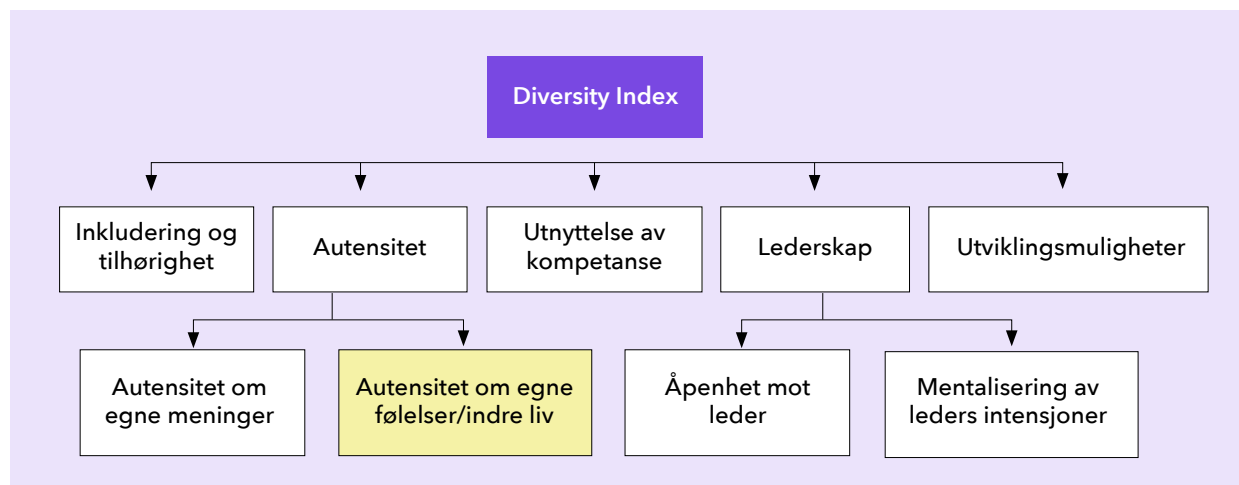 Diversity Index
Inkludering og
tilhørighet
Autensitet
Utnyttelse av
kompetanse
Lederskap
Utviklingsmuligheter
Autensitet om
egne meninger
Autensitet om egne
følelser/indre liv
Åpenhet mot
leder
Mentalisering av
leders intensjoner